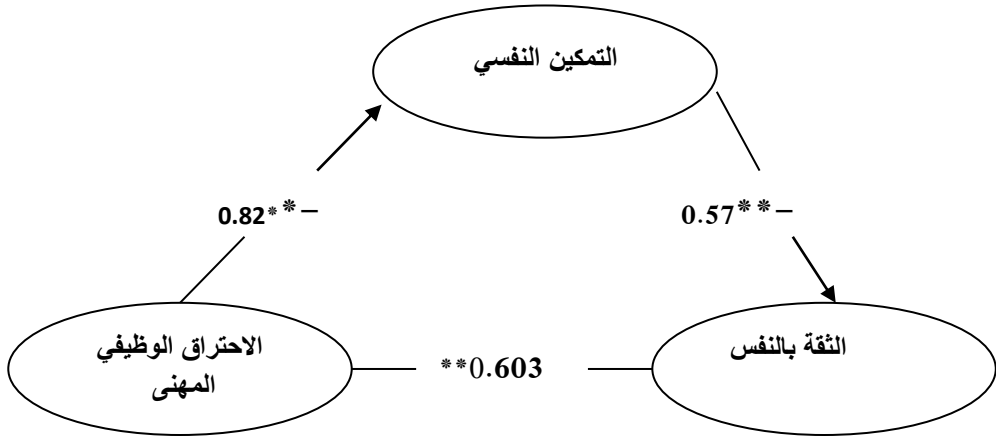 التمكين النفسي
0.82**–
0.57**–
الاحتراق الوظيفي
المهنى
**0.603
الثقة بالنفس